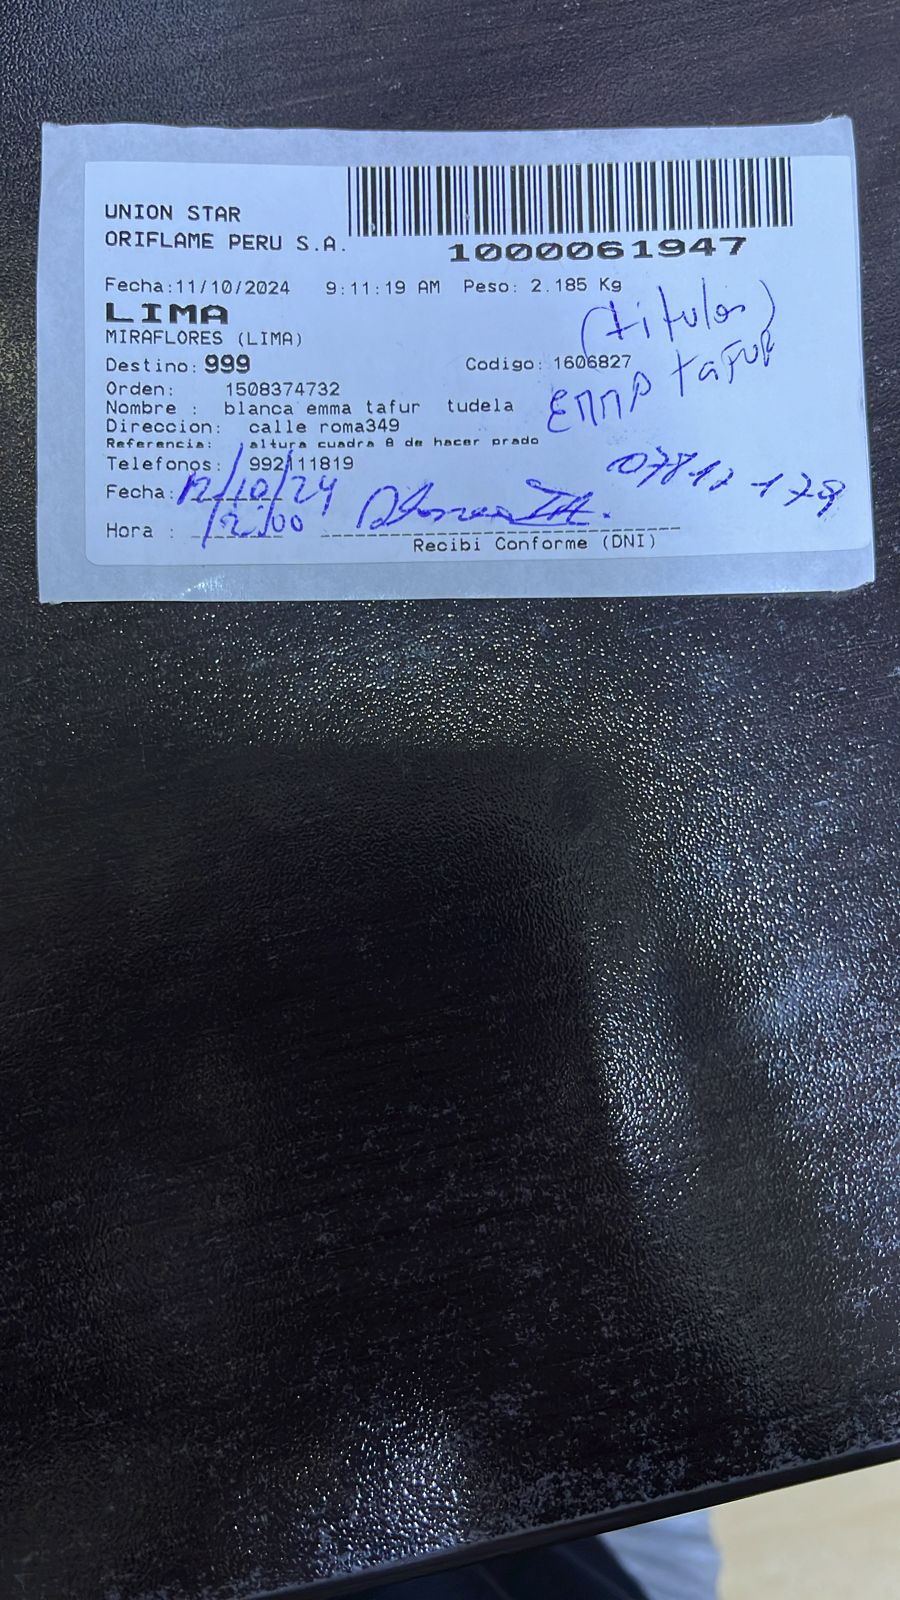 UNION STAR
ORIFLAME PERU S.A.
1000061947
Fecha:11/10/2024 9:11:19 AM Peso: 2.185 Kg
LIMA
MIRAFLORES (LIMA)
(titular)
Destino: 999 Codigo: 1606827
Orden: 1508374732
EMMA taFUR
Nombre : blanca emma tafur tudela
Direccion: calle roma349
Referencia: altura cuadra 8 de hacer prado
Telefonos: 992111819
Fecha: 12/10/24
Hora : 12:00
Recibi Conforme (DNI)